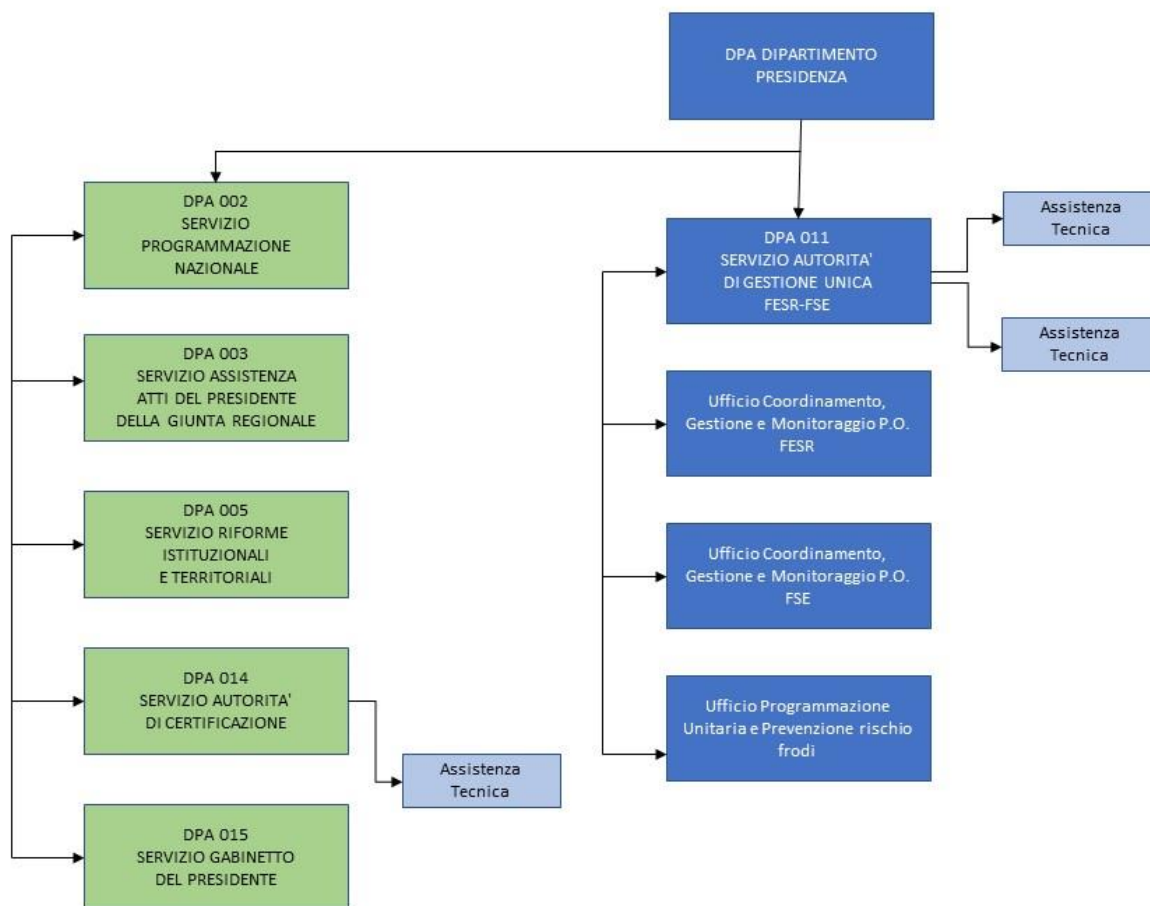 DPA DIPARTIMENTO
PRESIDENZA
DPA 002
SERVIZIO
PROGRAMMAZIONE
NAZIONALE
DPA 003
SERVIZIO ASSISTENZA
ATTI DEL PRESIDENTE
DELLA GIUNTA REGIONALE
DPA 005
SERVIZIO RIFORME
ISTITUZIONALI
E TERRITORIALI
DPA 014
SERVIZIO AUTORITA'
DI CERTIFICAZIONE
Assistenza
Tecnica
DPA 015
SERVIZIO GABINETTO
DEL PRESIDENTE
DPA 011
SERVIZIO AUTORITA'
DI GESTIONE UNICA
FESR-FSE
Assistenza
Tecnica
Assistenza
Tecnica
Ufficio Coordinamento,
Gestione e Monitoraggio P.O.
FESR
Ufficio Coordinamento,
Gestione e Monitoraggio P.O.
FSE
Ufficio Programmazione
Unitaria e Prevenzione rischio
frodi